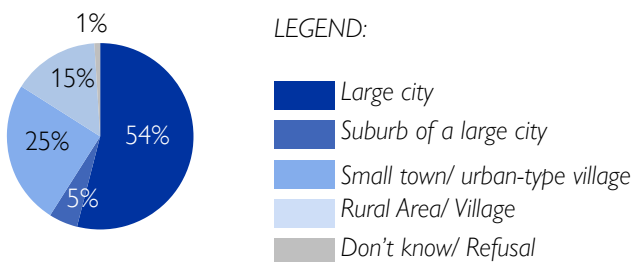 1%
15%
25%
54%
5%
LEGEND:
Large city
Suburb of a large city
Small town/ urban-type village
Rural Area/ Village
Don't know/ Refusal